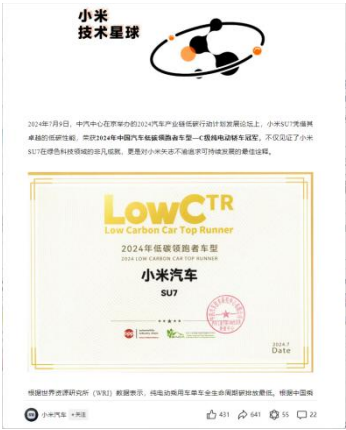 小米
技术星球
2024年7月9日，中汽中心在京举办的2024汽车产业链低碳行动计划发展论坛上，小米SU7凭借其
卓越的低碳性能，荣获2024年中国汽车低碳领跑者车型—C级纯电动轿车冠军。不仅见证了小米
SU7在绿色科技领域的非凡成就，更是对小米矢志不渝追求可持续发展的最佳诠释。
LowCTR
Low Carbon Car Top Runner
2024年低碳领跑者车型
2024 LOW CARBON CAR TOP RUNNER
小米汽车
SU7
2024.7
Date
根据世界资源研究所（WRI）数据表示，纯电动乘用车单车全生命周期碳排放最低。根据中国乘
小米汽车 +关注 431 641 55 22